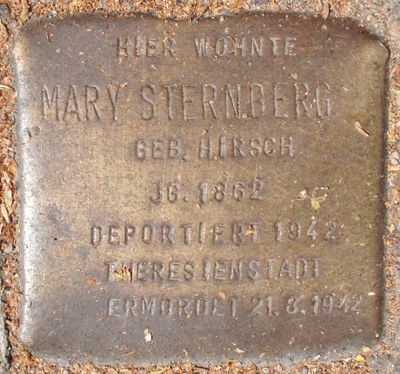 HIER WOHNTE
MARY STERNBERG
GEB. HIRSCH
JG. 1862
DEPORTIERT 1942
THERESIENSTADT
ERMORDET 21.8.1942